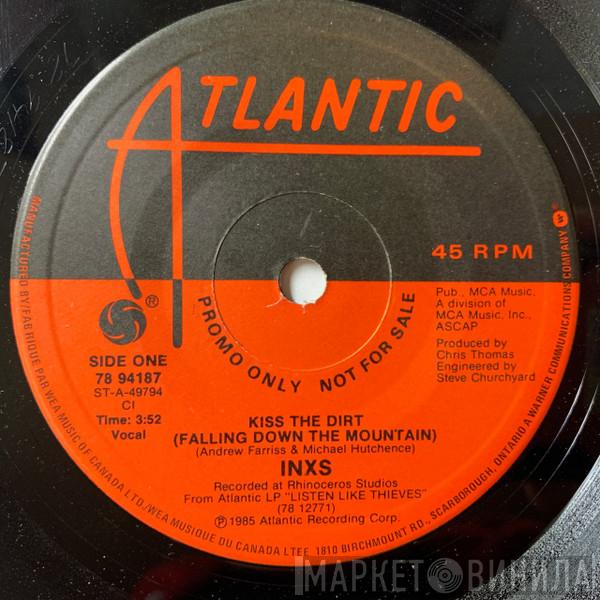 ATLANTIC
45 RPM
®
SIDE ONE
78 94187
ST-A-49794
CI
Time: 3:52
Vocal
Pub., MCA Music,
A division of
MCA Music, Inc.,
ASCAP
Produced by
Chris Thomas
Engineered by
Steve Churchyard
PROMO ONLY NOT FOR SALE
KISS THE DIRT
(FALLING DOWN THE MOUNTAIN)
(Andrew Farriss & Michael Hutchence)
INXS
Recorded at Rhinoceros Studios
From Atlantic LP "LISTEN LIKE THIEVES"
(78 12771)
℗ 1985 Atlantic Recording Corp.
MANUFACTURED BY/FABRIQUE PAR WEA MUSIC OF CANADA LTD./WEA MUSIQUE DU CANADA LTEE, 1810 BIRCHMOUNT RD., SCARBOROUGH, ONTARIO A WARNER COMMUNICATIONS COMPANY
МАРКЕТ ВИНИЛА